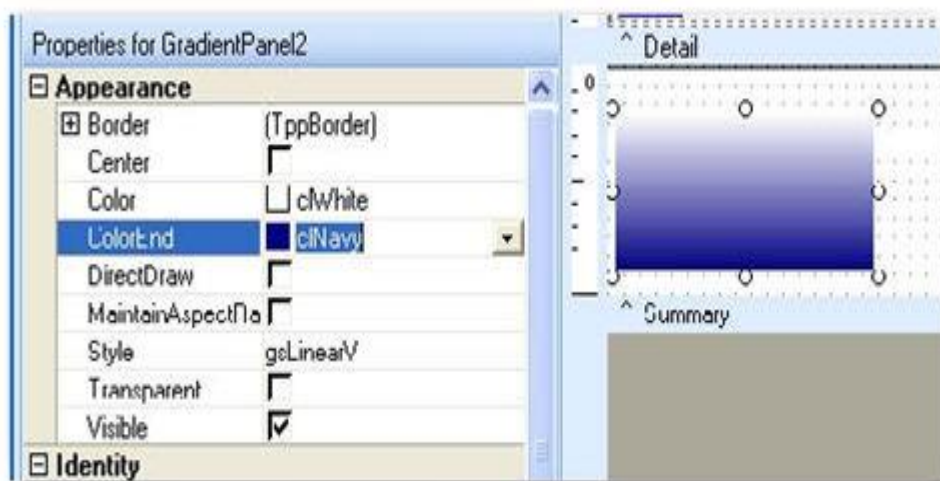 Properties for GradientPanel2
Appearance
Border (TppBorder)
Center
Color clWhite
ColorEnd clNavy
DirectDraw
MaintainAspectRa
Style gsLinearV
Transparent
Visible
Identity
^ Detail
0
^ Summary